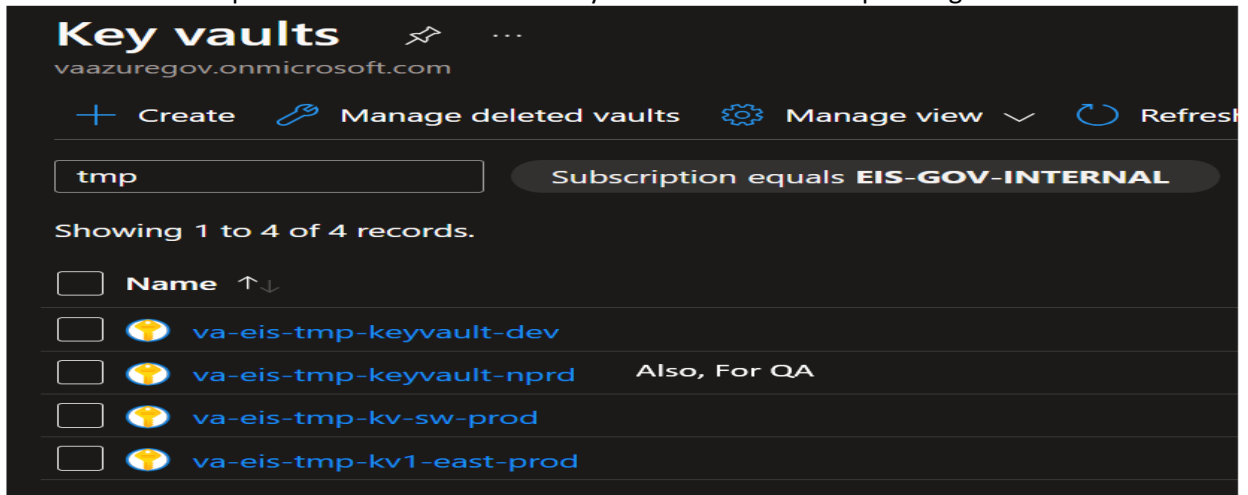 Key vaults ...
vaazuregov.onmicrosoft.com
+ Create Manage deleted vaults Manage view Refresh
tmp Subscription equals EIS-GOV-INTERNAL
Showing 1 to 4 of 4 records.
Name ↑↓
va-eis-tmp-keyvault-dev
va-eis-tmp-keyvault-nprd Also, For QA
va-eis-tmp-kv-sw-prod
va-eis-tmp-kv1-east-prod